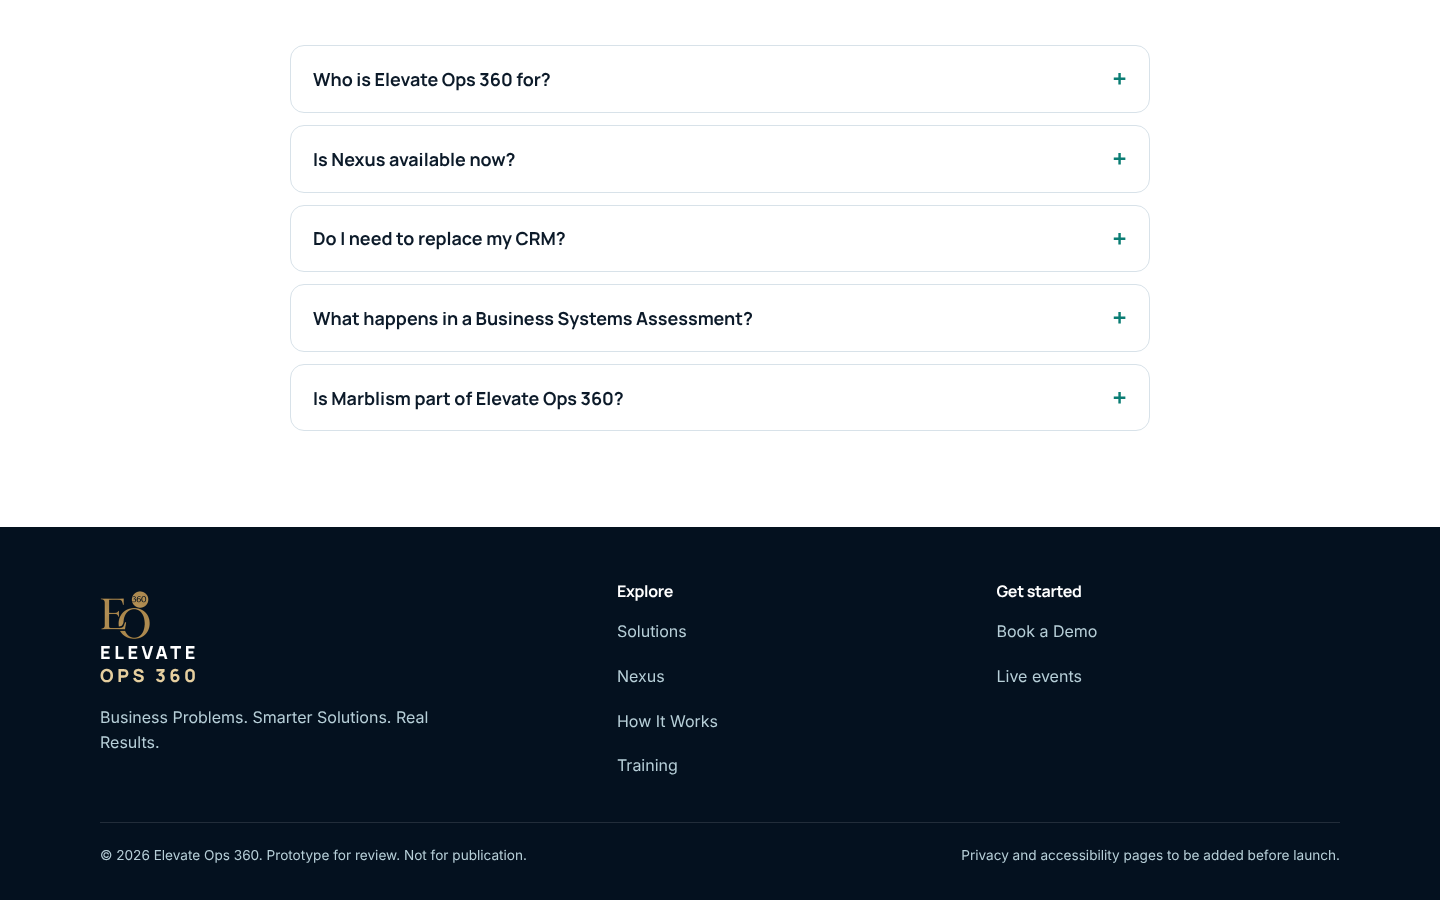 Who is Elevate Ops 360 for?
+
Is Nexus available now?
+
Do I need to replace my CRM?
+
What happens in a Business Systems Assessment?
+
Is Marblism part of Elevate Ops 360?
+
EO 360
ELEVATE
OPS 360
Business Problems. Smarter Solutions. Real
Results.
Explore
Solutions
Nexus
How It Works
Training
Get started
Book a Demo
Live events
© 2026 Elevate Ops 360. Prototype for review. Not for publication.
Privacy and accessibility pages to be added before launch.